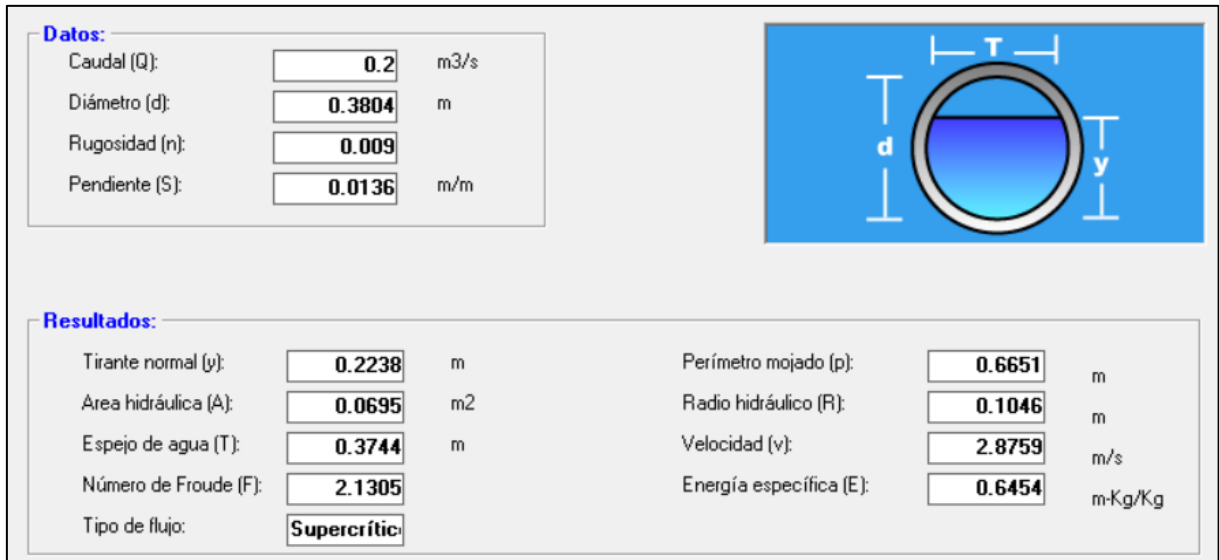 Datos:
Caudal (Q): 0.2 m3/s
Diámetro (d): 0.3804 m
Rugosidad (n): 0.009
Pendiente (S): 0.0136 m/m
T
d
y
Resultados:
Tirante normal (y): 0.2238 m Perímetro mojado (p): 0.6651 m
Area hidráulica (A): 0.0695 m2 Radio hidráulico (R): 0.1046 m
Espejo de agua (T): 0.3744 m Velocidad (v): 2.8759 m/s
Número de Froude (F): 2.1305 Energía específica (E): 0.6454 m-Kg/Kg
Tipo de flujo: Supercrític